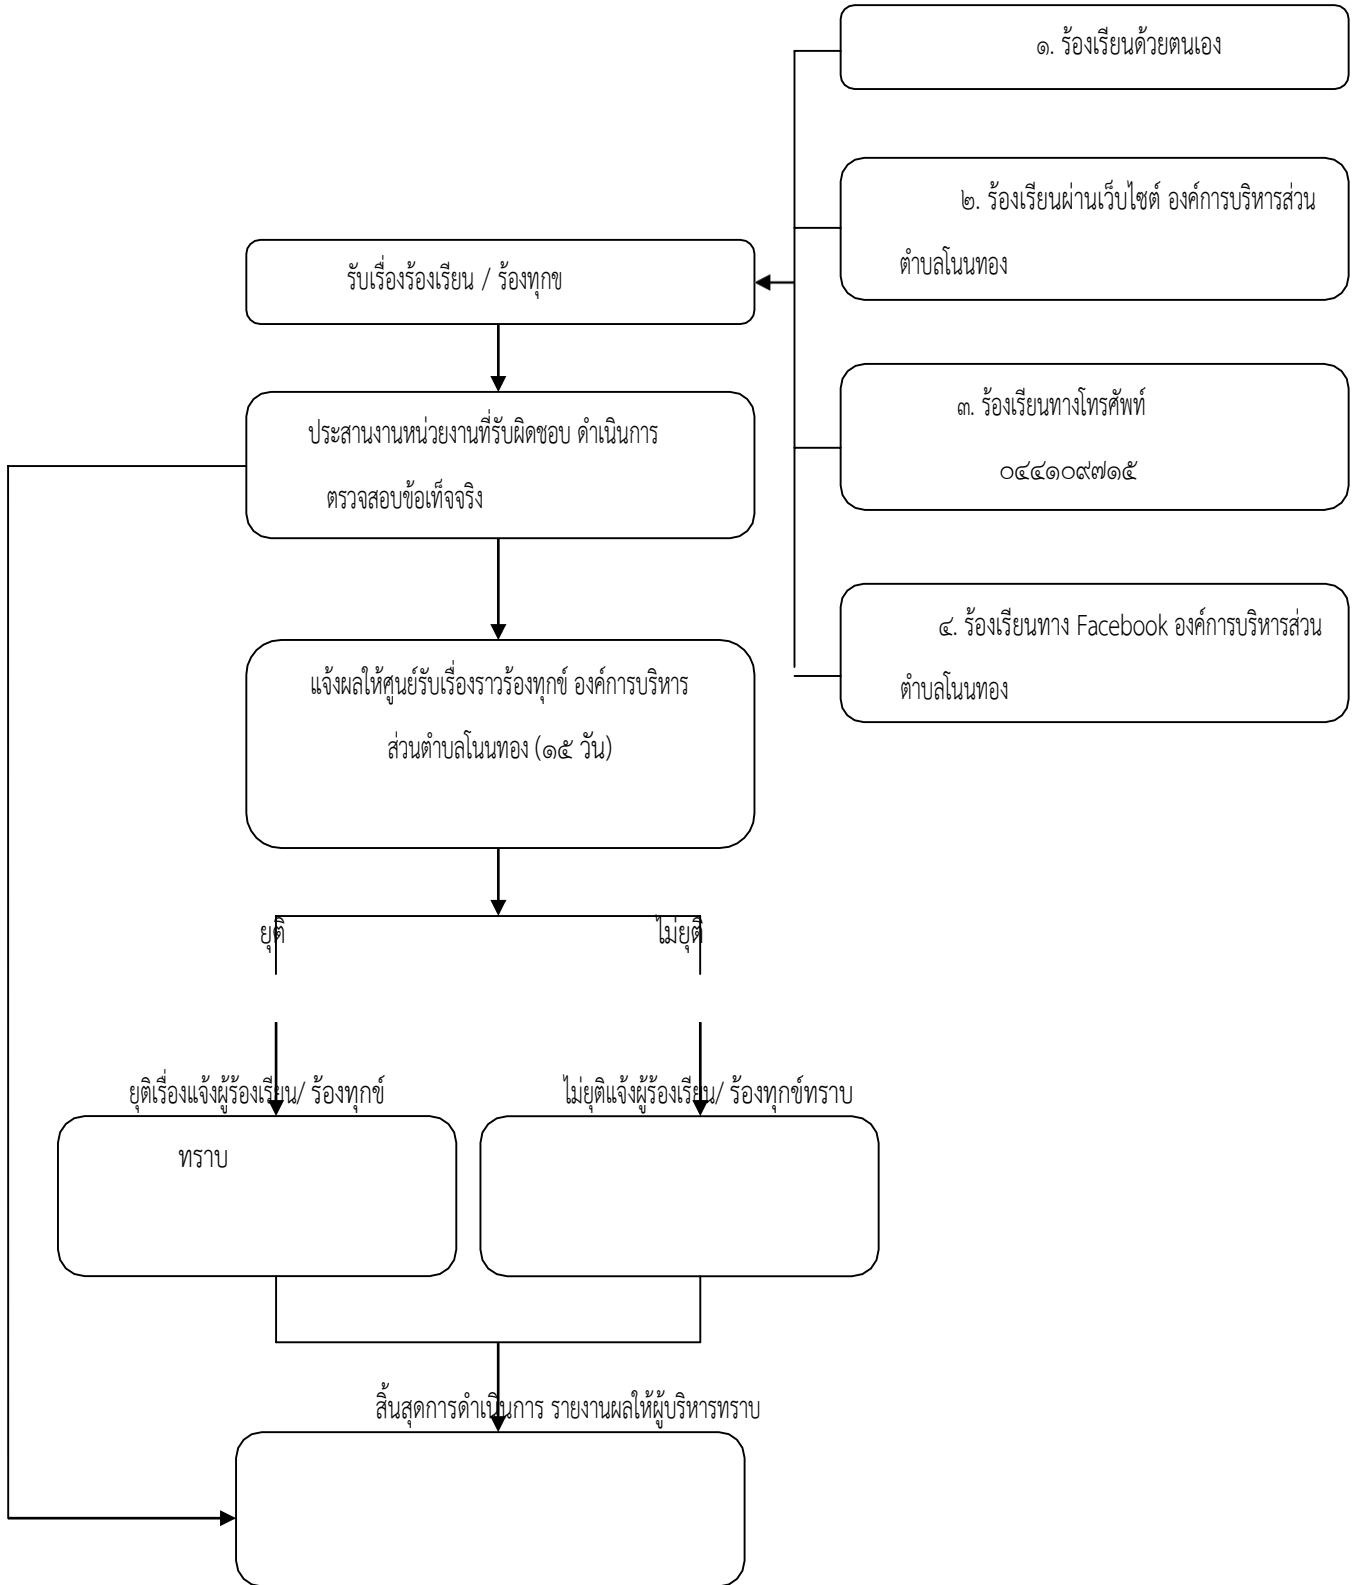 ๑. ร้องเรียนด้วยตนเอง
๒. ร้องเรียนผ่านเว็บไซต์ องค์การบริหารส่วน
ตำบลโนนทอง
รับเรื่องร้องเรียน / ร้องทุกข
๓. ร้องเรียนทางโทรศัพท์
๐๔๔๑๐๙๗๑๕
ประสานงานหน่วยงานที่รับผิดชอบ ดำเนินการ
ตรวจสอบข้อเท็จจริง
๔. ร้องเรียนทาง Facebook องค์การบริหารส่วน
ตำบลโนนทอง
แจ้งผลให้ศูนย์รับเรื่องราวร้องทุกข์ องค์การบริหาร
ส่วนตำบลโนนทอง (๑๕ วัน)
ยุติ
ไม่ยุติ
ยุติเรื่องแจ้งผู้ร้องเรียน/ ร้องทุกข์
ทราบ
ไม่ยุติแจ้งผู้ร้องเรียน/ ร้องทุกข์ทราบ
สิ้นสุดการดำเนินการ รายงานผลให้ผู้บริหารทราบ